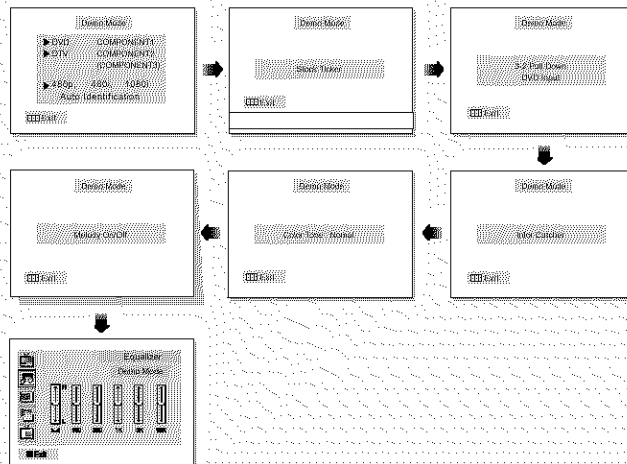 Demo Mode
▶ DVD COMPONENT1
▶ DTV COMPONENT2
(COMPONENT3)
▶ 480p, 480i, 1080i
Auto Identification
Exit
Demo Mode
Stock Ticker
Exit
Demo Mode
3-2 Pull Down
DVD Input
Exit
Demo Mode
Melody On/Off
Exit
Demo Mode
Color Tone : Normal
Exit
Demo Mode
Infor Catcher
Exit
Equalizer
Demo Mode
R
L
Exit